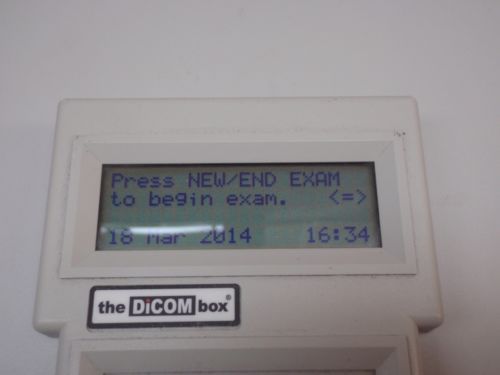 Press NEW/END EXAM
to begin exam. <=>
18 Mar 2014 16:34
the DiCOM box®